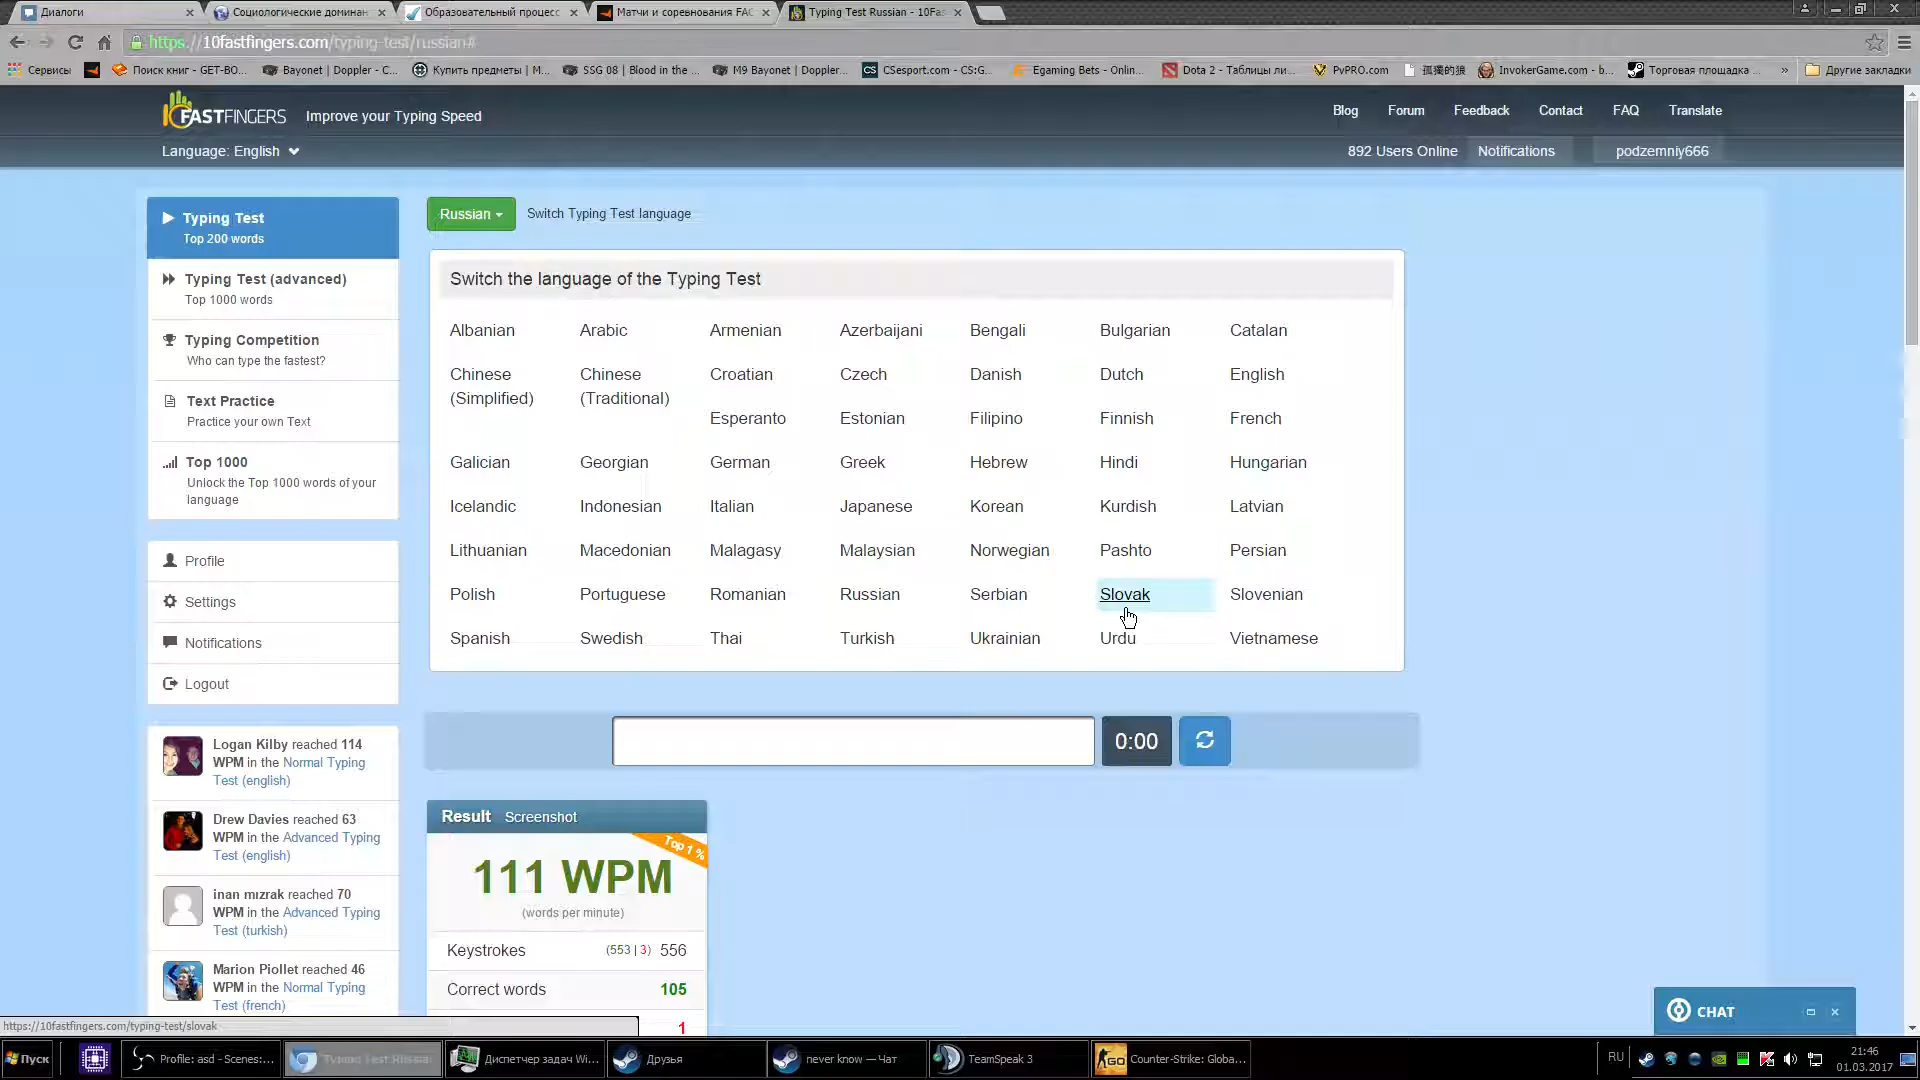 Диалоги
Социологические доминан
Образовательный процесс
Матчи и соревнования FAC
Typing Test Russian - 10Fas
https://10fastfingers.com/typing-test/russian#
Сервисы
Поиск книг - GET-BO...
Bayonet | Doppler - C...
Купить предметы | M...
SSG 08 | Blood in the ...
M9 Bayonet | Doppler...
CSesport.com - CS:G...
Egaming Bets - Onlin...
Dota 2 - Таблицы ли...
PvPRO.com
孤獨的狼
InvokerGame.com - b...
Торговая площадка ...
»
Другие закладки
FASTFINGERS
Improve your Typing Speed
Blog
Forum
Feedback
Contact
FAQ
Translate
Language: English
892 Users Online
Notifications
podzemniy666
Typing Test
Top 200 words
Typing Test (advanced)
Top 1000 words
Typing Competition
Who can type the fastest?
Text Practice
Practice your own Text
Top 1000
Unlock the Top 1000 words of your
language
Profile
Settings
Notifications
Logout
Logan Kilby reached 114
WPM in the Normal Typing
Test (english)
Drew Davies reached 63
WPM in the Advanced Typing
Test (english)
inan mızrak reached 70
WPM in the Advanced Typing
Test (turkish)
Marion Piollet reached 46
WPM in the Normal Typing
Test (french)
Russian
Switch Typing Test language
Switch the language of the Typing Test
Albanian
Arabic
Armenian
Azerbaijani
Bengali
Bulgarian
Catalan
Chinese
(Simplified)
Chinese
(Traditional)
Croatian
Czech
Danish
Dutch
English
Esperanto
Estonian
Filipino
Finnish
French
Galician
Georgian
German
Greek
Hebrew
Hindi
Hungarian
Icelandic
Indonesian
Italian
Japanese
Korean
Kurdish
Latvian
Lithuanian
Macedonian
Malagasy
Malaysian
Norwegian
Pashto
Persian
Polish
Portuguese
Romanian
Russian
Serbian
Slovak
Slovenian
Spanish
Swedish
Thai
Turkish
Ukrainian
Urdu
Vietnamese
0:00
Result
Screenshot
Top 1 %
111 WPM
(words per minute)
Keystrokes
(553 | 3) 556
Correct words
105
1
CHAT
https://10fastfingers.com/typing-test/slovak
Пуск
Profile: asd - Scenes:...
Typing Test Russia
Диспетчер задач Wi...
Друзья
never know — Чат
TeamSpeak 3
Counter-Strike: Globa...
RU
21:46
01.03.2017